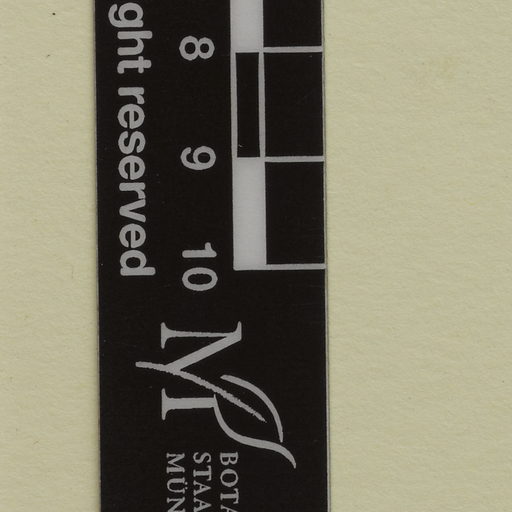 ght reserved
8
9
10
M
BOTA
STAA
MÜN